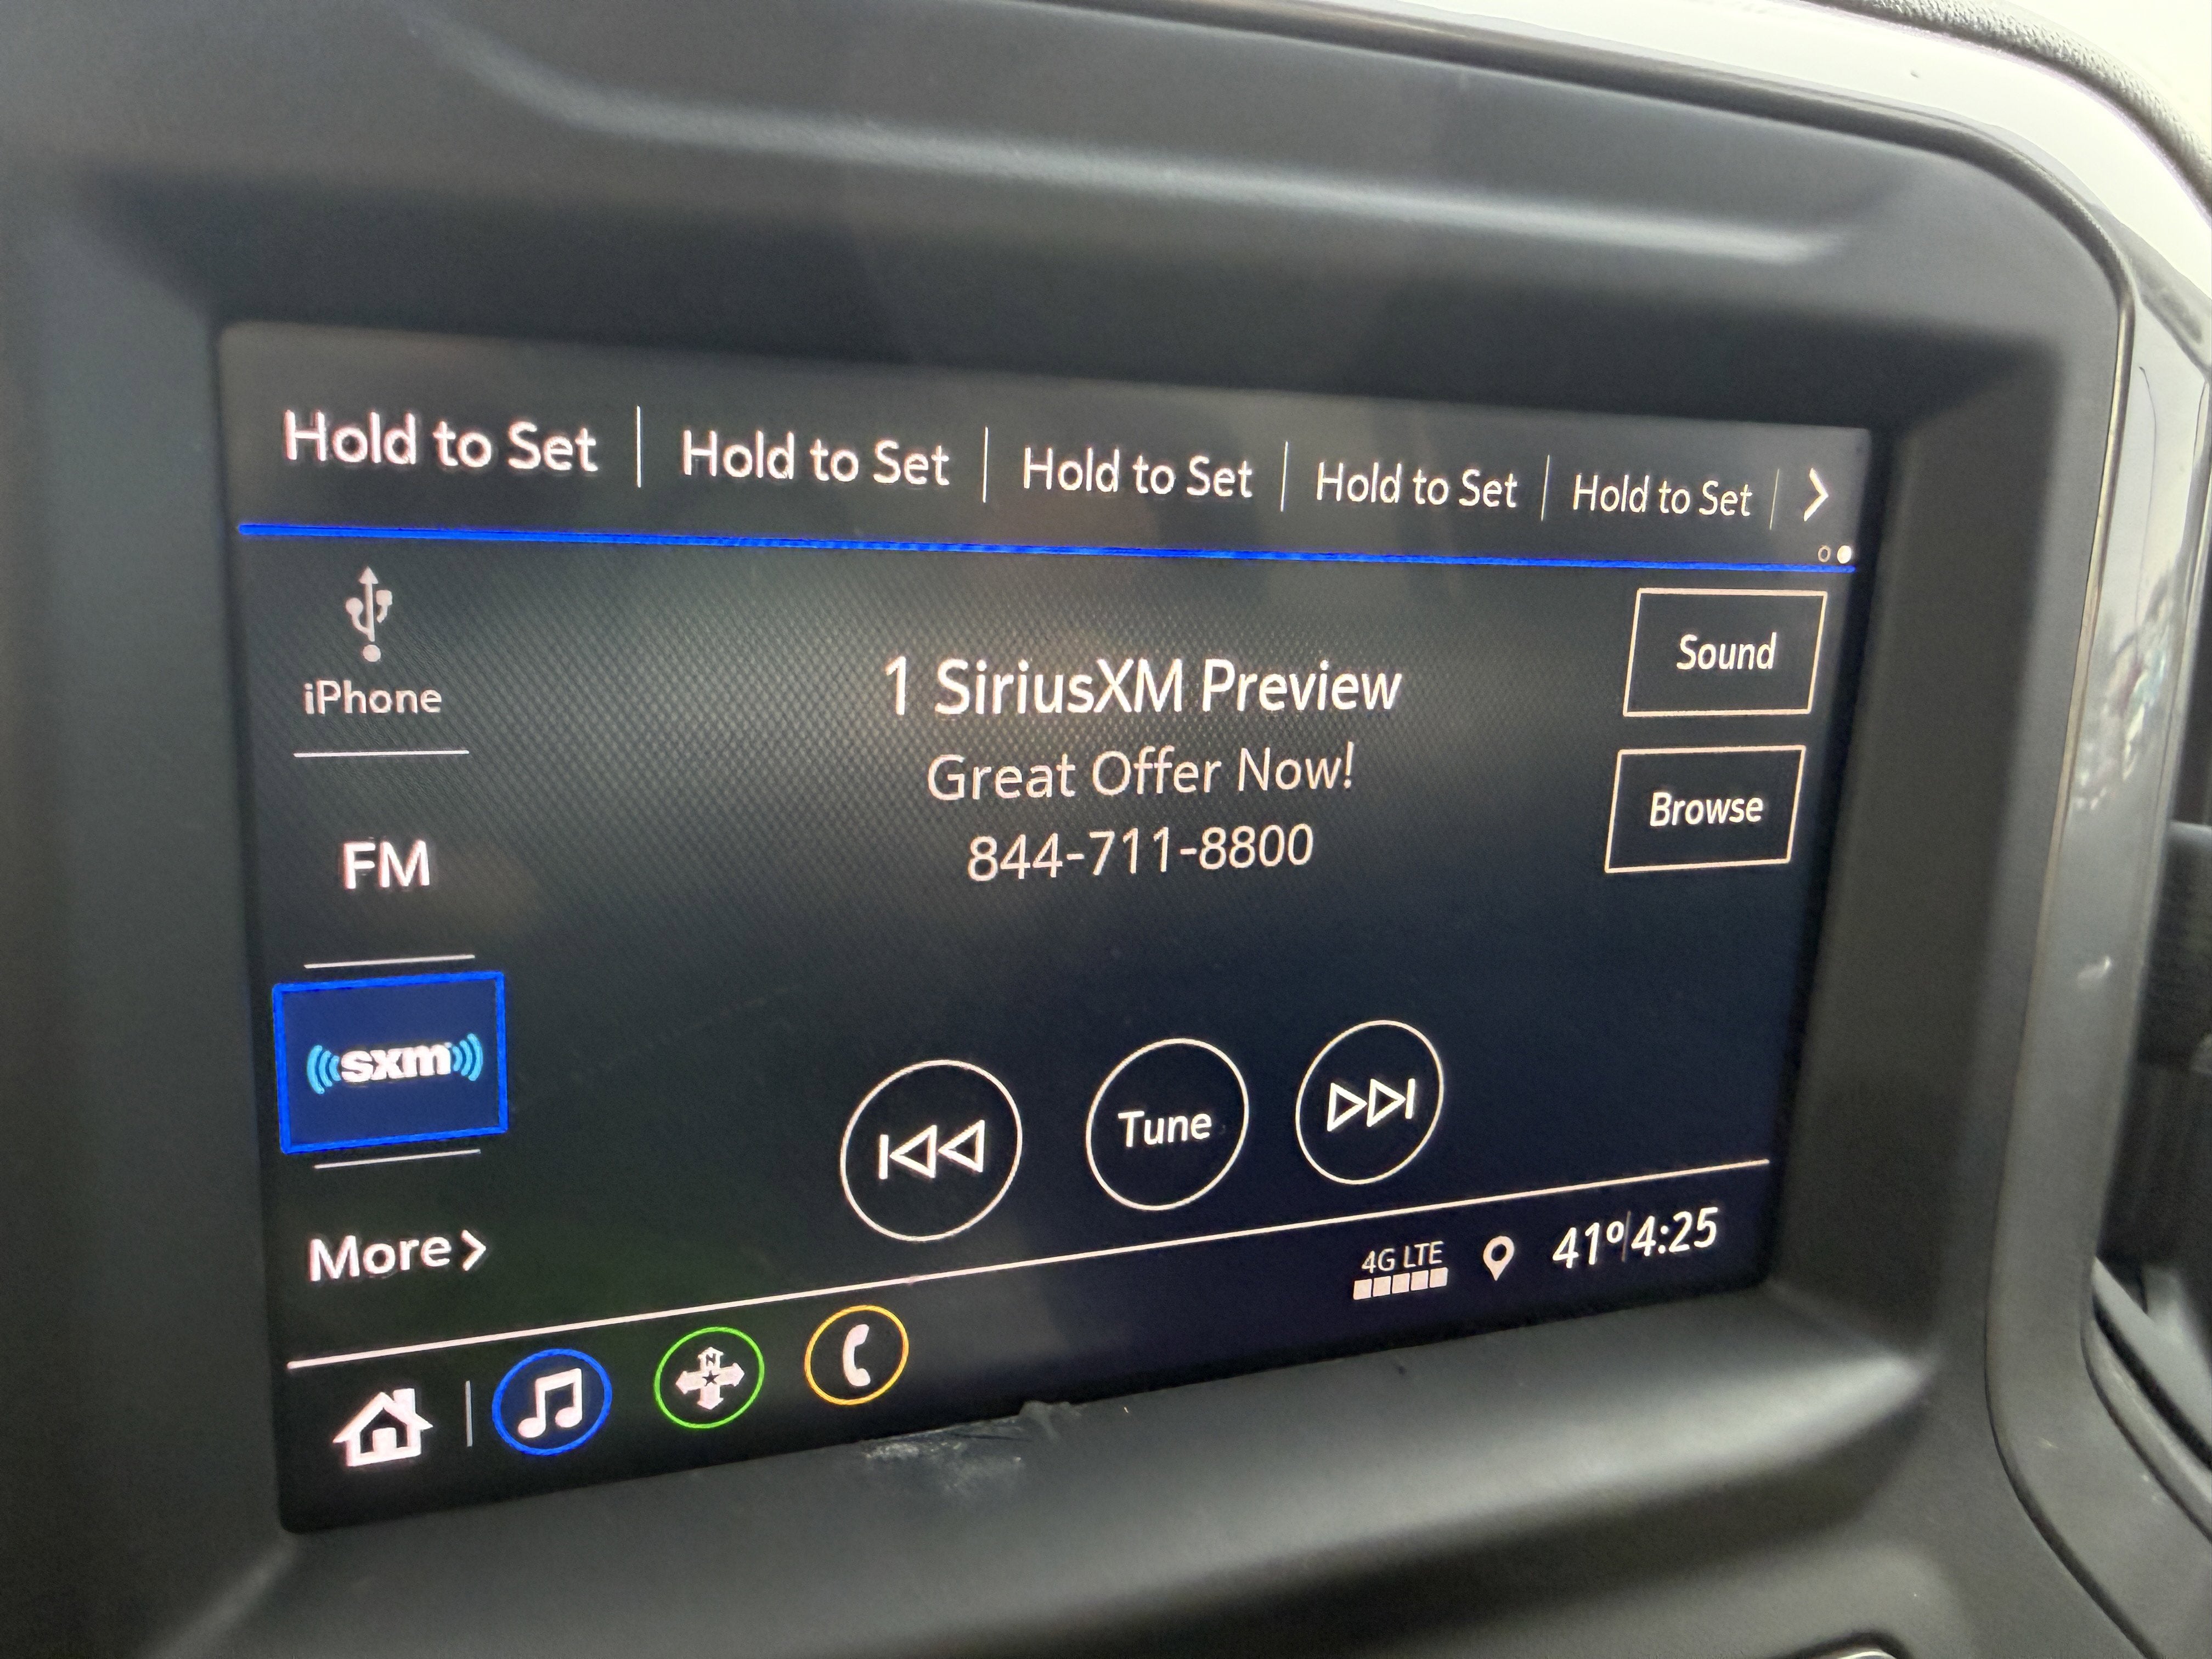 Hold to Set Hold to Set Hold to Set Hold to Set Hold to Set
iPhone
1 SiriusXM Preview
Sound
Great Offer Now!
Browse
FM
844-711-8800
sxm
Tune
More
4G LTE
41° 4:25
N